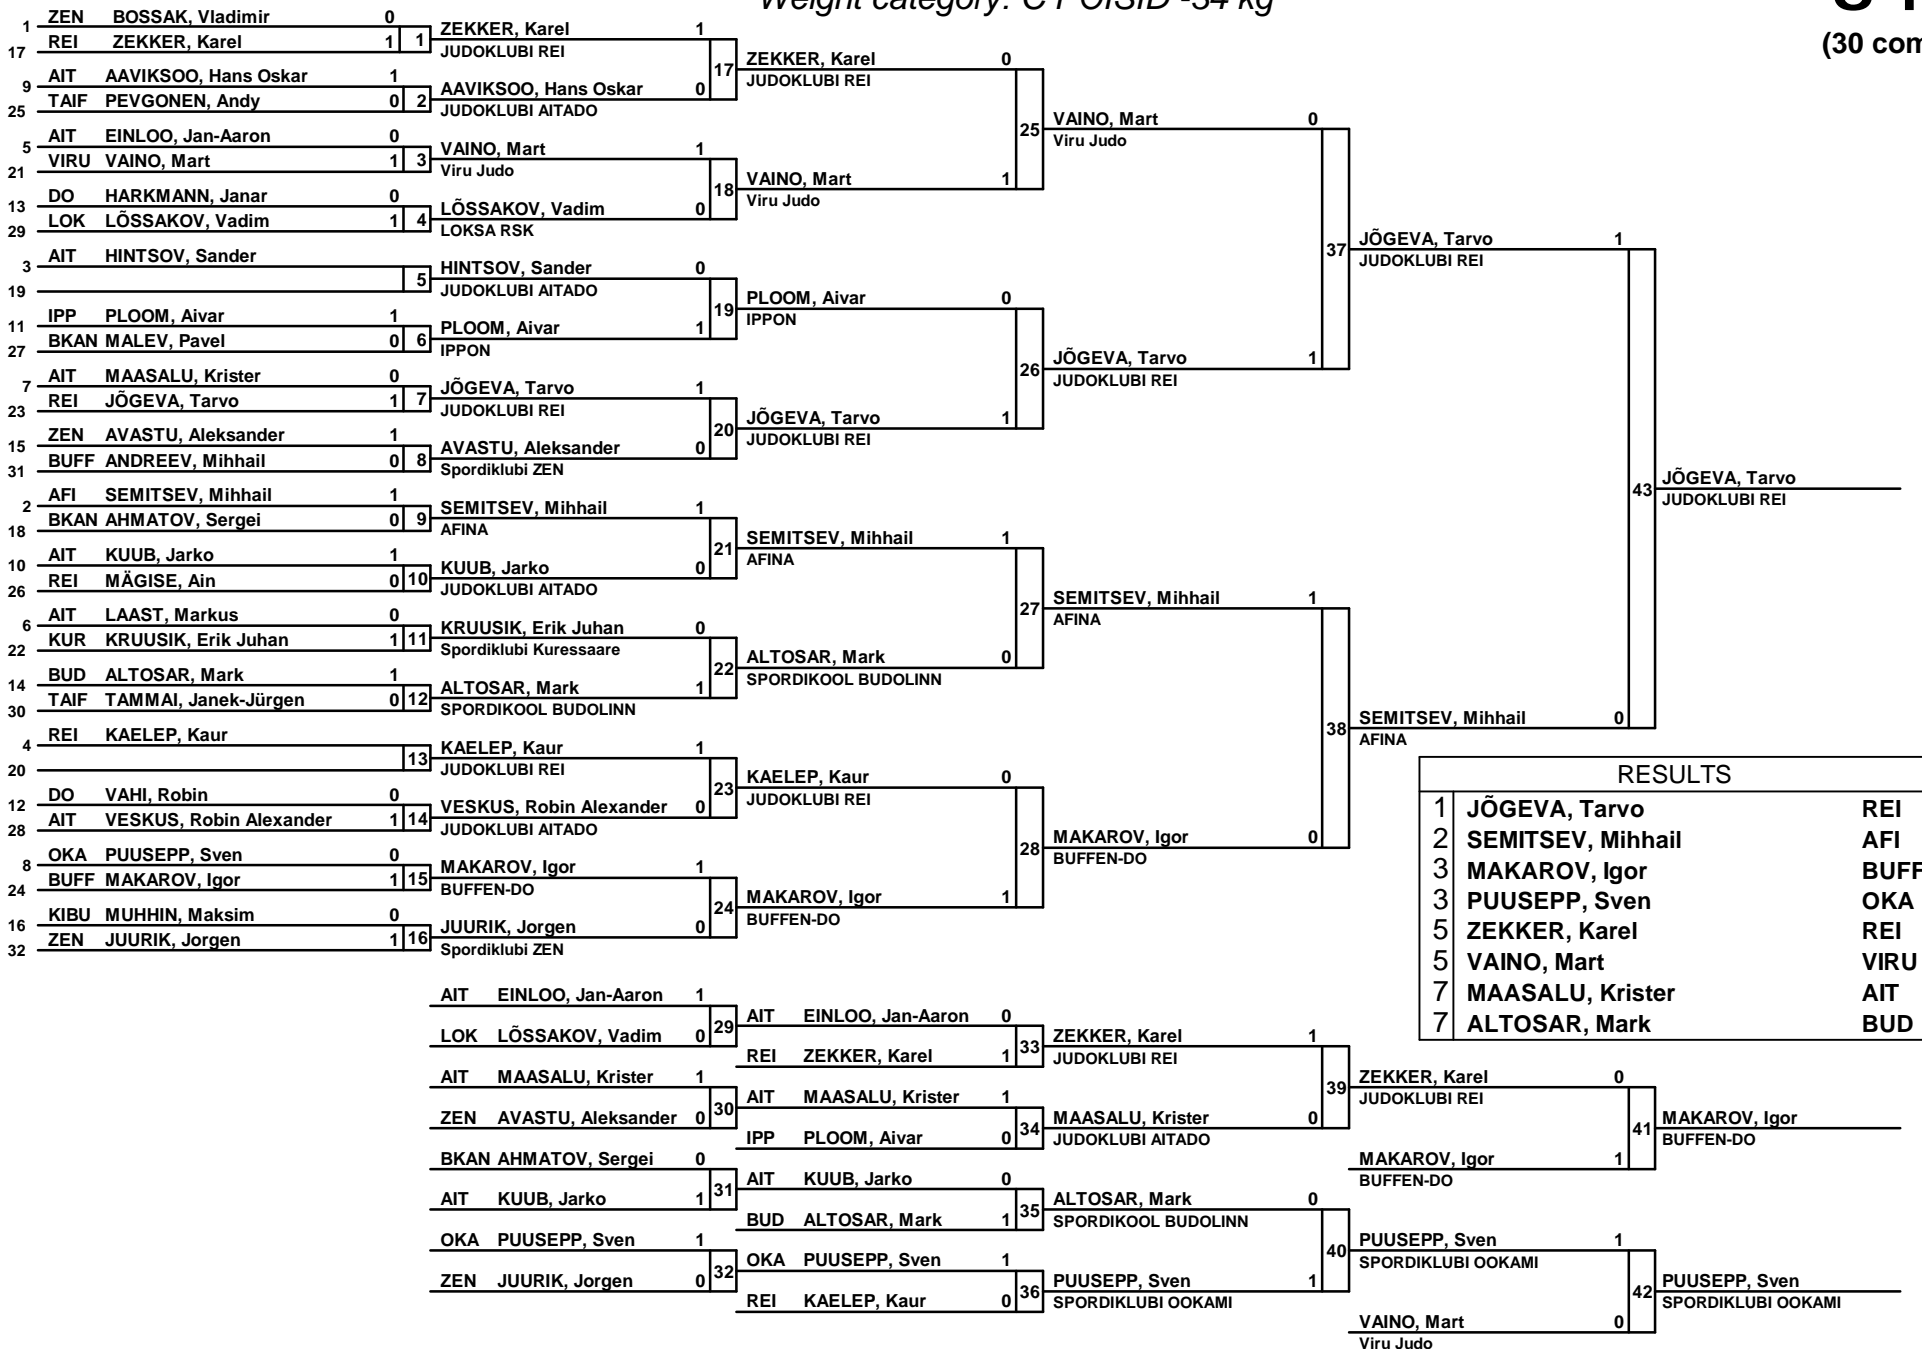 Weight category: C POISID -34 kg
(30 com
1 ZEN BOSSAK, Vladimir 0
17 REI ZEKKER, Karel 1
1
9 AIT AAVIKSOO, Hans Oskar 1
25 TAIF PEVGONEN, Andy 0
2
5 AIT EINLOO, Jan-Aaron 0
21 VIRU VAINO, Mart 1
3
13 DO HARKMANN, Janar 0
29 LOK LÕSSAKOV, Vadim 1
4
3 AIT HINTSOV, Sander
19
5
11 IPP PLOOM, Aivar 1
27 BKAN MALEV, Pavel 0
6
7 AIT MAASALU, Krister 0
23 REI JÕGEVA, Tarvo 1
7
15 ZEN AVASTU, Aleksander 1
31 BUFF ANDREEV, Mihhail 0
8
2 AFI SEMITSEV, Mihhail 1
18 BKAN AHMATOV, Sergei 0
9
10 AIT KUUB, Jarko 1
26 REI MÄGISE, Ain 0
10
6 AIT LAAST, Markus 0
22 KUR KRUUSIK, Erik Juhan 1
11
14 BUD ALTOSAR, Mark 1
30 TAIF TAMMAI, Janek-Jürgen 0
12
4 REI KAELEP, Kaur
20
13
12 DO VAHI, Robin 0
28 AIT VESKUS, Robin Alexander 1
14
8 OKA PUUSEPP, Sven 0
24 BUFF MAKAROV, Igor 1
15
16 KIBU MUHHIN, Maksim 0
32 ZEN JUURIK, Jorgen 1
16
ZEKKER, Karel 1
JUDOKLUBI REI
17
AAVIKSOO, Hans Oskar 0
JUDOKLUBI AITADO
VAINO, Mart 1
Viru Judo
18
LÕSSAKOV, Vadim 0
LOKSA RSK
HINTSOV, Sander 0
JUDOKLUBI AITADO
19
PLOOM, Aivar 1
IPPON
JÕGEVA, Tarvo 1
JUDOKLUBI REI
20
AVASTU, Aleksander 0
Spordiklubi ZEN
SEMITSEV, Mihhail 1
AFINA
21
KUUB, Jarko 0
JUDOKLUBI AITADO
KRUUSIK, Erik Juhan 0
Spordiklubi Kuressaare
22
ALTOSAR, Mark 1
SPORDIKOOL BUDOLINN
KAELEP, Kaur 1
JUDOKLUBI REI
23
VESKUS, Robin Alexander 0
JUDOKLUBI AITADO
MAKAROV, Igor 1
BUFFEN-DO
24
JUURIK, Jorgen 0
Spordiklubi ZEN
ZEKKER, Karel 0
JUDOKLUBI REI
25
VAINO, Mart 1
Viru Judo
PLOOM, Aivar 0
IPPON
26
JÕGEVA, Tarvo 1
JUDOKLUBI REI
SEMITSEV, Mihhail 1
AFINA
27
ALTOSAR, Mark 0
SPORDIKOOL BUDOLINN
KAELEP, Kaur 0
JUDOKLUBI REI
28
MAKAROV, Igor 1
BUFFEN-DO
VAINO, Mart 0
Viru Judo
37
JÕGEVA, Tarvo 1
JUDOKLUBI REI
SEMITSEV, Mihhail 1
AFINA
38
MAKAROV, Igor 0
BUFFEN-DO
JÕGEVA, Tarvo 1
JUDOKLUBI REI
43
SEMITSEV, Mihhail 0
AFINA
JÕGEVA, Tarvo
JUDOKLUBI REI
RESULTS
1 JÕGEVA, Tarvo REI
2 SEMITSEV, Mihhail AFI
3 MAKAROV, Igor BUFF
3 PUUSEPP, Sven OKA
5 ZEKKER, Karel REI
5 VAINO, Mart VIRU
7 MAASALU, Krister AIT
7 ALTOSAR, Mark BUD
AIT EINLOO, Jan-Aaron 1
29
LOK LÕSSAKOV, Vadim 0
AIT MAASALU, Krister 1
30
ZEN AVASTU, Aleksander 0
BKAN AHMATOV, Sergei 0
31
AIT KUUB, Jarko 1
OKA PUUSEPP, Sven 1
32
ZEN JUURIK, Jorgen 0
AIT EINLOO, Jan-Aaron 0
33
REI ZEKKER, Karel 1
AIT MAASALU, Krister 1
34
IPP PLOOM, Aivar 0
AIT KUUB, Jarko 0
35
BUD ALTOSAR, Mark 1
OKA PUUSEPP, Sven 1
36
REI KAELEP, Kaur 0
ZEKKER, Karel 1
JUDOKLUBI REI
39
MAASALU, Krister 0
JUDOKLUBI AITADO
ALTOSAR, Mark 0
SPORDIKOOL BUDOLINN
40
PUUSEPP, Sven 1
SPORDIKLUBI OOKAMI
ZEKKER, Karel 0
JUDOKLUBI REI
41
MAKAROV, Igor 1
BUFFEN-DO
PUUSEPP, Sven 1
SPORDIKLUBI OOKAMI
42
VAINO, Mart 0
Viru Judo
MAKAROV, Igor
BUFFEN-DO
PUUSEPP, Sven
SPORDIKLUBI OOKAMI